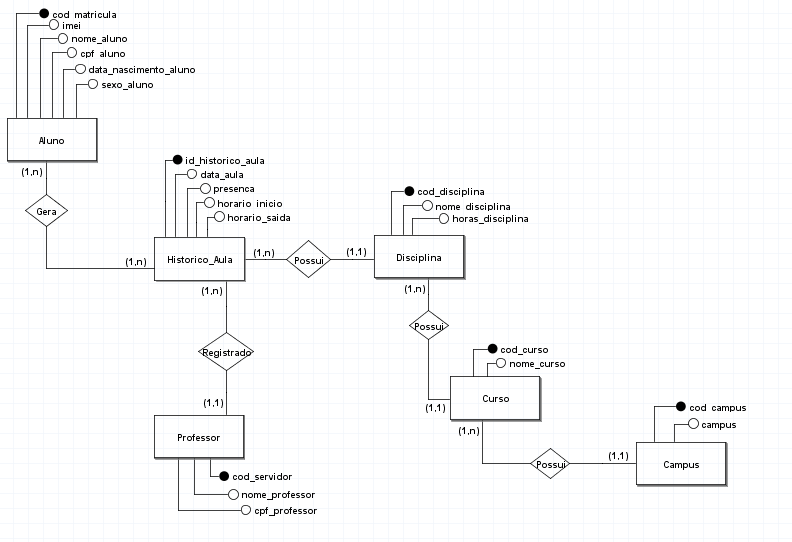 cod_matricula
imei
nome_aluno
cpf_aluno
data_nascimento_aluno
sexo_aluno
Aluno
(1,n)
Gera
(1,n)
id_historico_aula
data_aula
presenca
horario_inicio
horario_saida
Historico_Aula
(1,n)
Possui
(1,1)
cod_disciplina
nome_disciplina
horas_disciplina
Disciplina
(1,n)
Registrado
(1,1)
Professor
cod_servidor
nome_professor
cpf_professor
(1,n)
Possui
(1,1)
cod_curso
nome_curso
Curso
(1,n)
Possui
(1,1)
cod_campus
campus
Campus